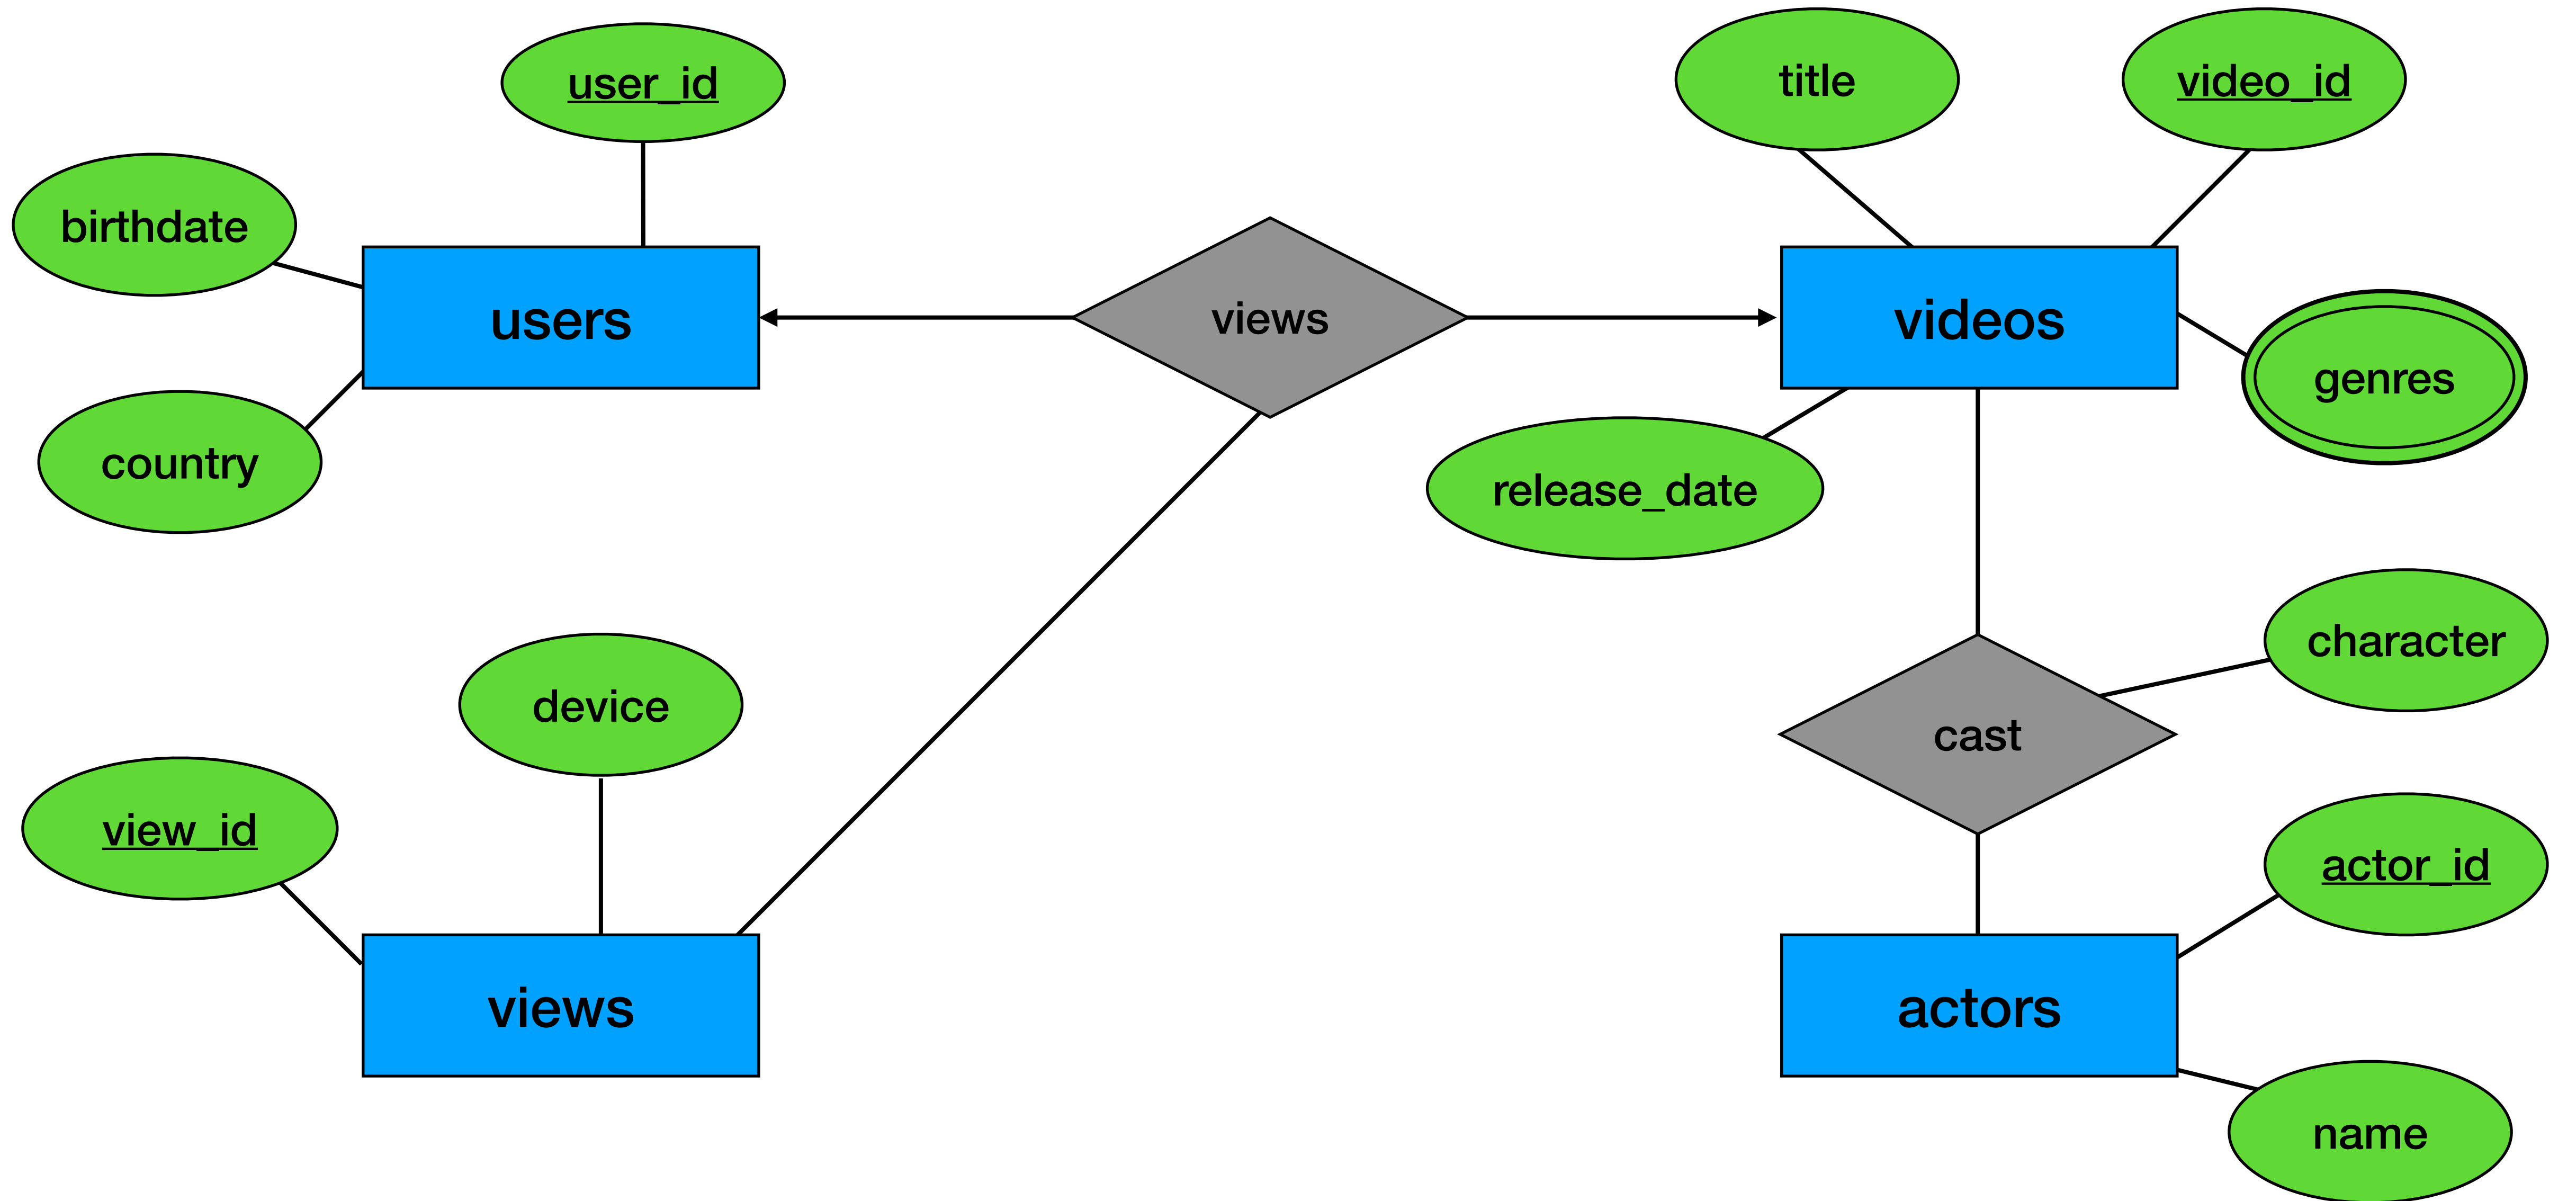 title
video_id
user_id
birthdate
users
views
videos
genres
country
release_date
character
device
cast
view_id
actor_id
views
actors
name